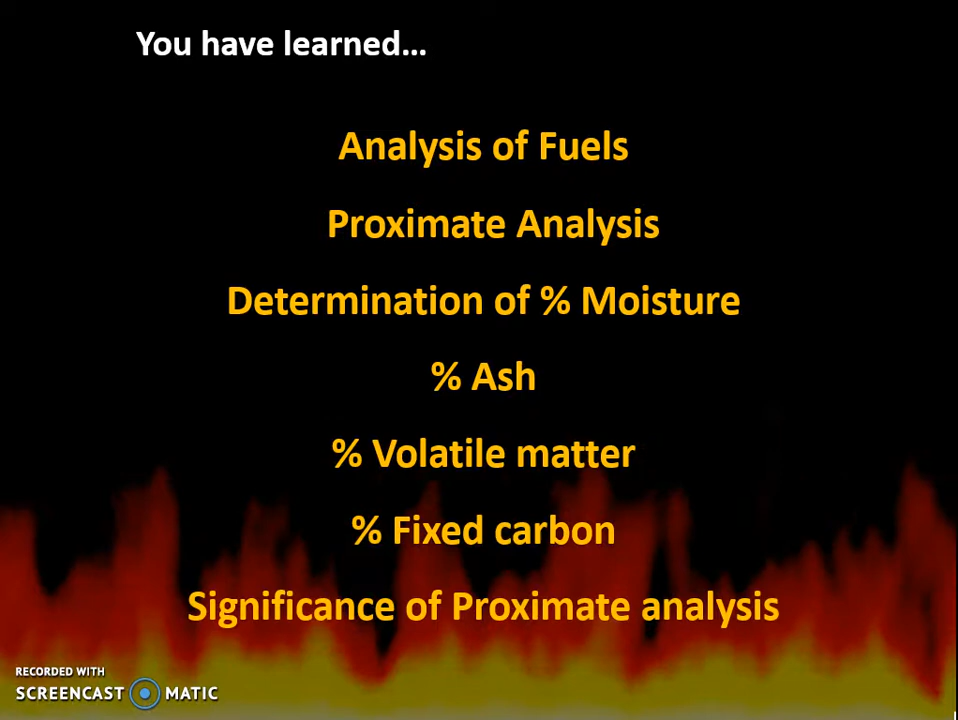 You have learned...
Analysis of Fuels
Proximate Analysis
Determination of % Moisture
% Ash
% Volatile matter
% Fixed carbon
Significance of Proximate analysis
RECORDED WITH
SCREENCAST MATIC